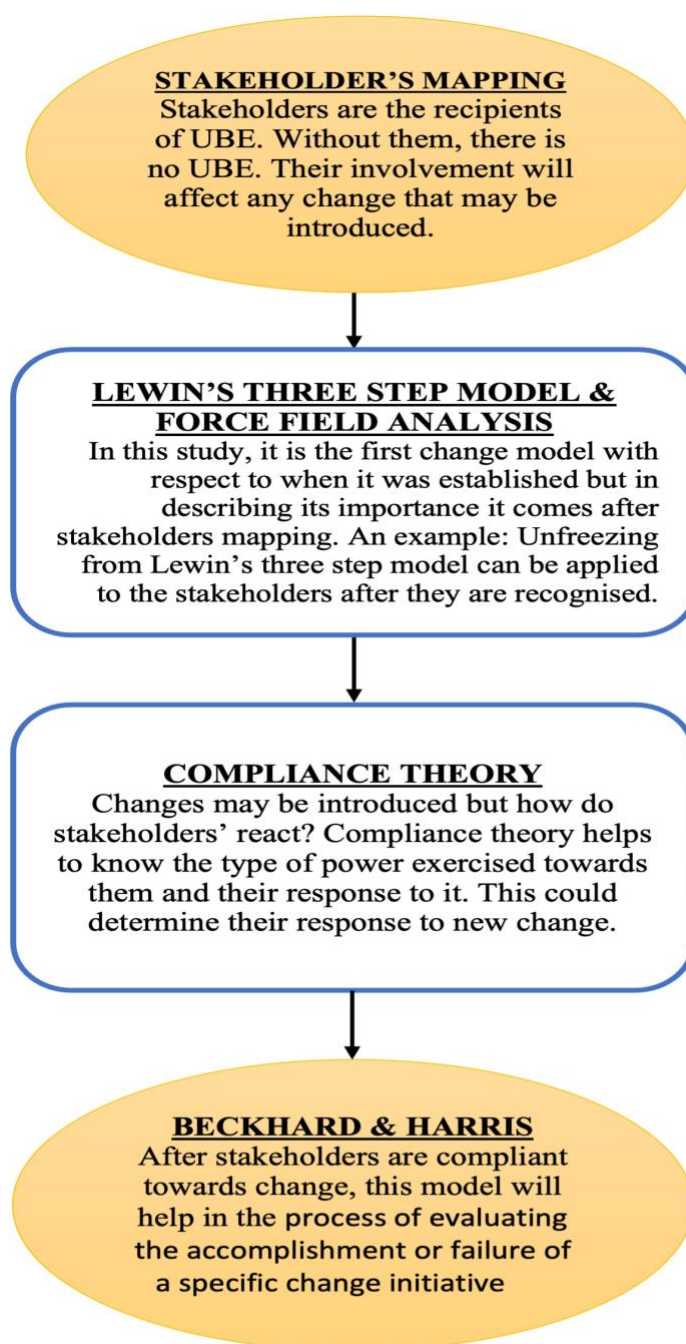 STAKEHOLDER'S MAPPING
Stakeholders are the recipients
of UBE. Without them, there is
no UBE. Their involvement will
affect any change that may be
introduced.
LEWIN'S THREE STEP MODEL &
FORCE FIELD ANALYSIS
In this study, it is the first change model with
respect to when it was established but in
describing its importance it comes after
stakeholders mapping. An example: Unfreezing
from Lewin's three step model can be applied
to the stakeholders after they are recognised.
COMPLIANCE THEORY
Changes may be introduced but how do
stakeholders' react? Compliance theory helps
to know the type of power exercised towards
them and their response to it. This could
determine their response to new change.
BECKHARD & HARRIS
After stakeholders are compliant
towards change, this model will
help in the process of evaluating
the accomplishment or failure of
a specific change initiative